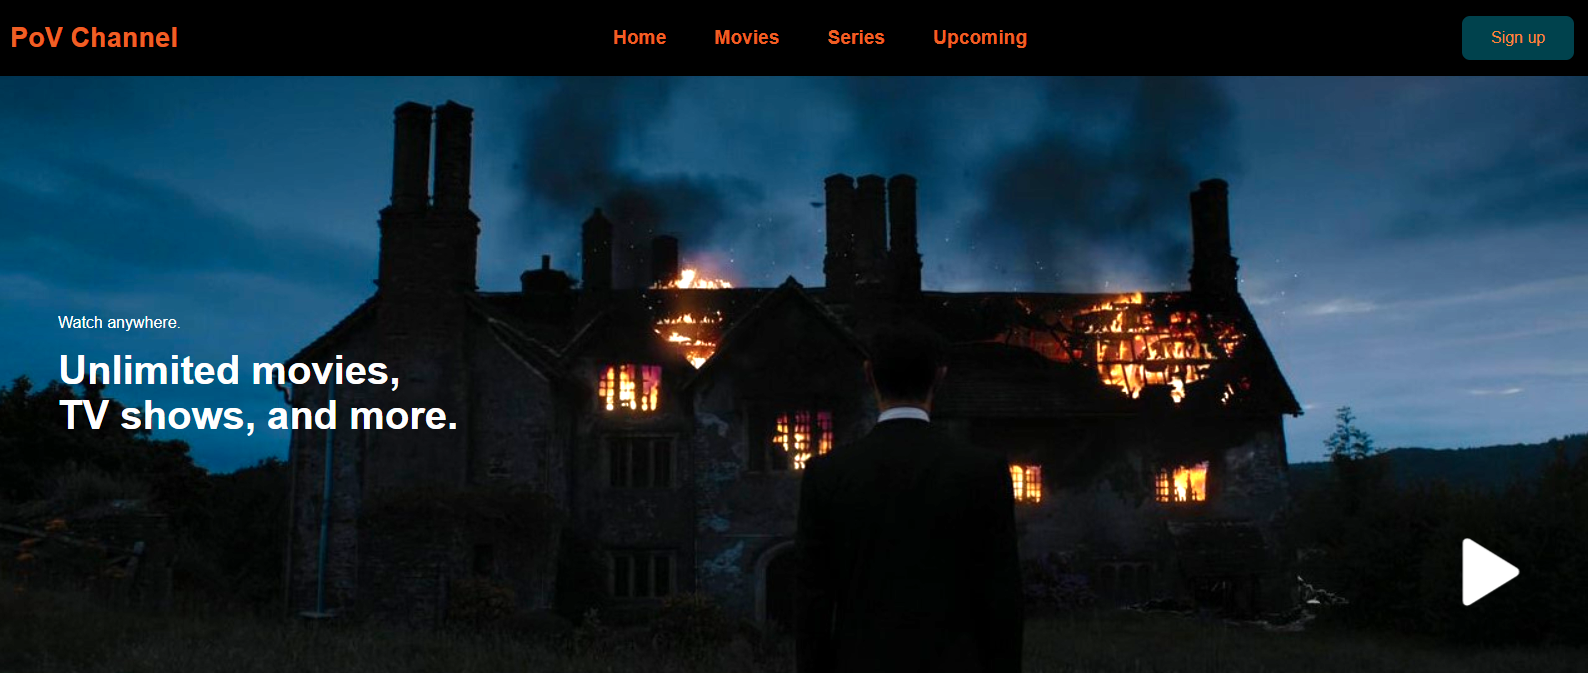 PoV Channel
Home Movies Series Upcoming
Sign up
Watch anywhere.
Unlimited movies,
TV shows, and more.